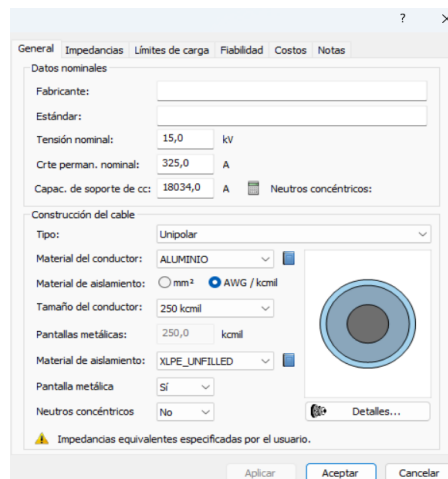 ?
General Impedancias Límites de carga Fiabilidad Costos Notas
Datos nominales
Fabricante:
Estándar:
Tensión nominal: 15,0 kV
Crte perman. nominal: 325,0 A
Capac. de soporte de cc: 18034,0 A Neutros concéntricos:
Construcción del cable
Tipo: Unipolar
Material del conductor: ALUMINIO
Material de aislamiento: mm² AWG / kcmil
Tamaño del conductor: 250 kcmil
Pantallas metálicas: 250,0 kcmil
Material de aislamiento: XLPE_UNFILLED
Pantalla metálica Sí
Neutros concéntricos No Detalles...
Impedancias equivalentes especificadas por el usuario.
Aplicar Aceptar Cancelar